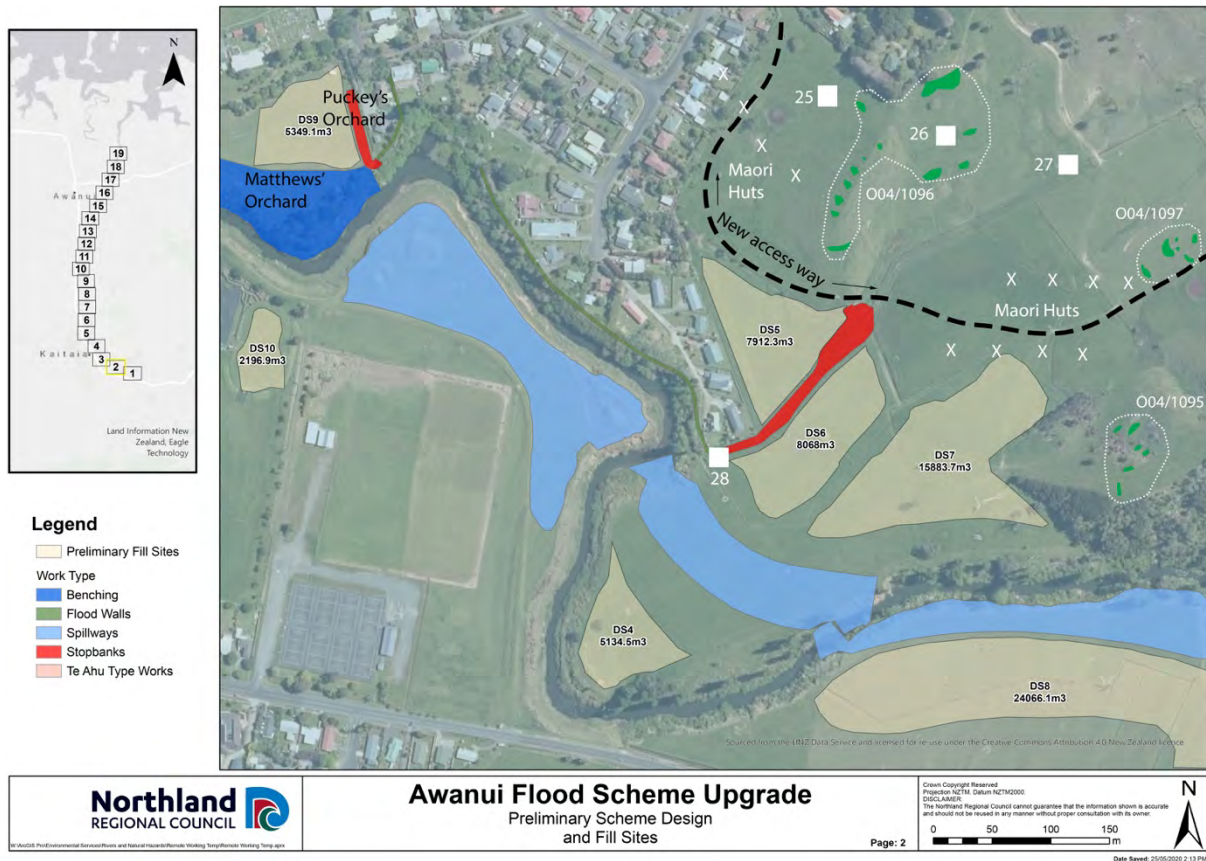 N
19
18
17
16
Awanui
15
14
13
12
11
10
9
8
7
6
5
4
Kaitaia
3
2
1
Land Information New
Zealand, Eagle
Technology
Legend
Preliminary Fill Sites
Work Type
Benching
Flood Walls
Spillways
Stopbanks
Te Ahu Type Works
Puckey's
Orchard
DS9
5349.1m3
Matthews'
Orchard
X
X
X
X
Maori
Huts
25
26
27
O04/1096
O04/1097
New access way
X X X X
Maori Huts
X X X X
DS5
7912.3m3
DS10
2196.9m3
DS6
8068m3
DS7
15883.7m3
O04/1095
28
DS4
5134.5m3
DS8
24066.1m3
Sourced from the LINZ Data Service and licensed for re-use under the Creative Commons Attribution 4.0 New Zealand licence
Northland
REGIONAL COUNCIL
Awanui Flood Scheme Upgrade
Preliminary Scheme Design
and Fill Sites
Page: 2
Crown Copyright Reserved
Projection NZTM. Datum NZTM2000.
DISCLAIMER:
The Northland Regional Council cannot guarantee that the information shown is accurate
and should not be reused in any manner without proper consultation with its owner.
0 50 100 150
m
N
Date Saved: 25/05/2020 2:13 PM